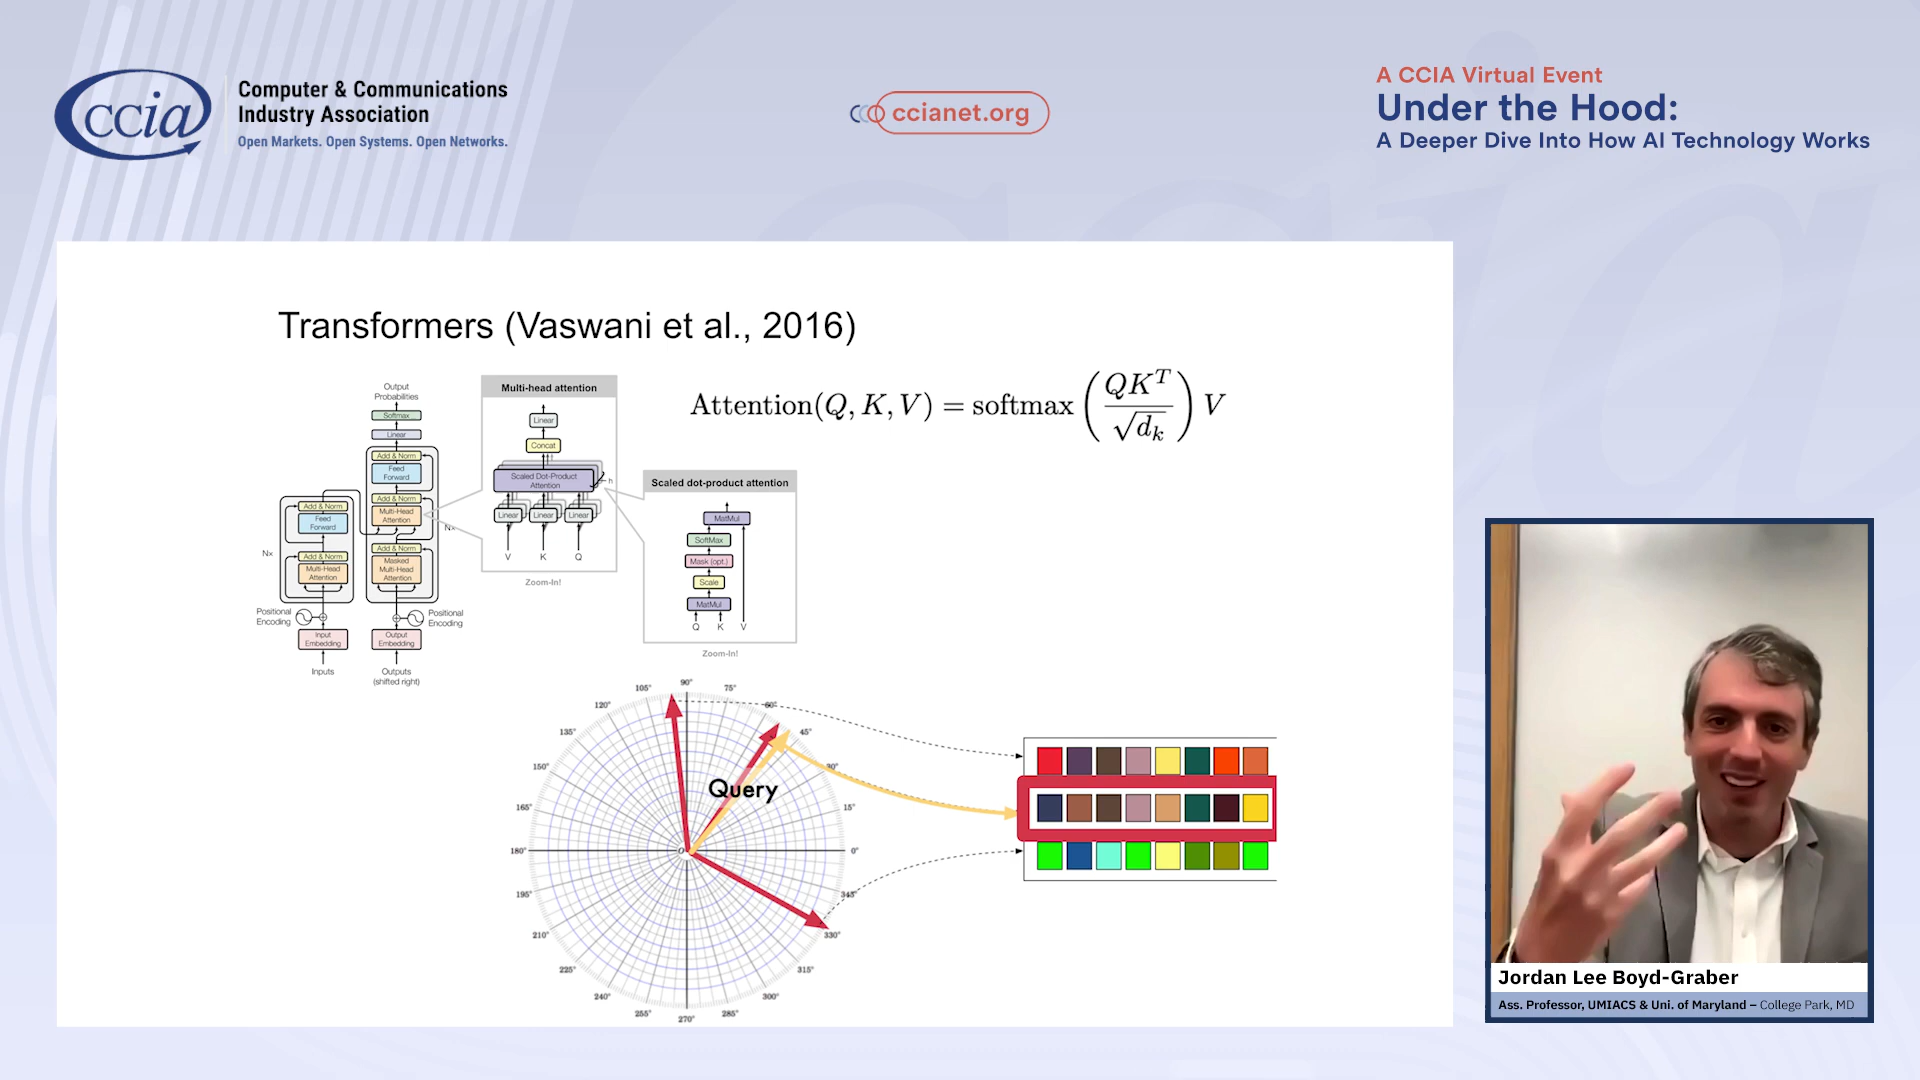 ccia
Computer & Communications
Industry Association
Open Markets. Open Systems. Open Networks.
ccianet.org
A CCIA Virtual Event
Under the Hood:
A Deeper Dive Into How AI Technology Works
Transformers (Vaswani et al., 2016)
Attention(Q, K, V) = softmax(QK^T / √d_k) V
Output
Probabilities
Softmax
Linear
Add & Norm
Feed
Forward
Add & Norm
Multi-Head
Attention
Nx
Add & Norm
Masked
Multi-Head
Attention
Add & Norm
Feed
Forward
Nx
Add & Norm
Multi-Head
Attention
Positional
Encoding
Positional
Encoding
Input
Embedding
Output
Embedding
Inputs
Outputs
(shifted right)
Multi-head attention
Linear
Concat
Scaled Dot-Product
Attention
h
Linear
Linear
Linear
V
K
Q
Zoom-In!
Scaled dot-product attention
MatMul
SoftMax
Mask (opt.)
Scale
MatMul
Q
K
V
Zoom-In!
90°
105°
75°
120°
60°
135°
45°
150°
30°
Query
165°
15°
180°
0°
195°
345°
210°
330°
225°
315°
240°
300°
255°
285°
270°
Jordan Lee Boyd-Graber
Ass. Professor, UMIACS & Uni. of Maryland – College Park, MD